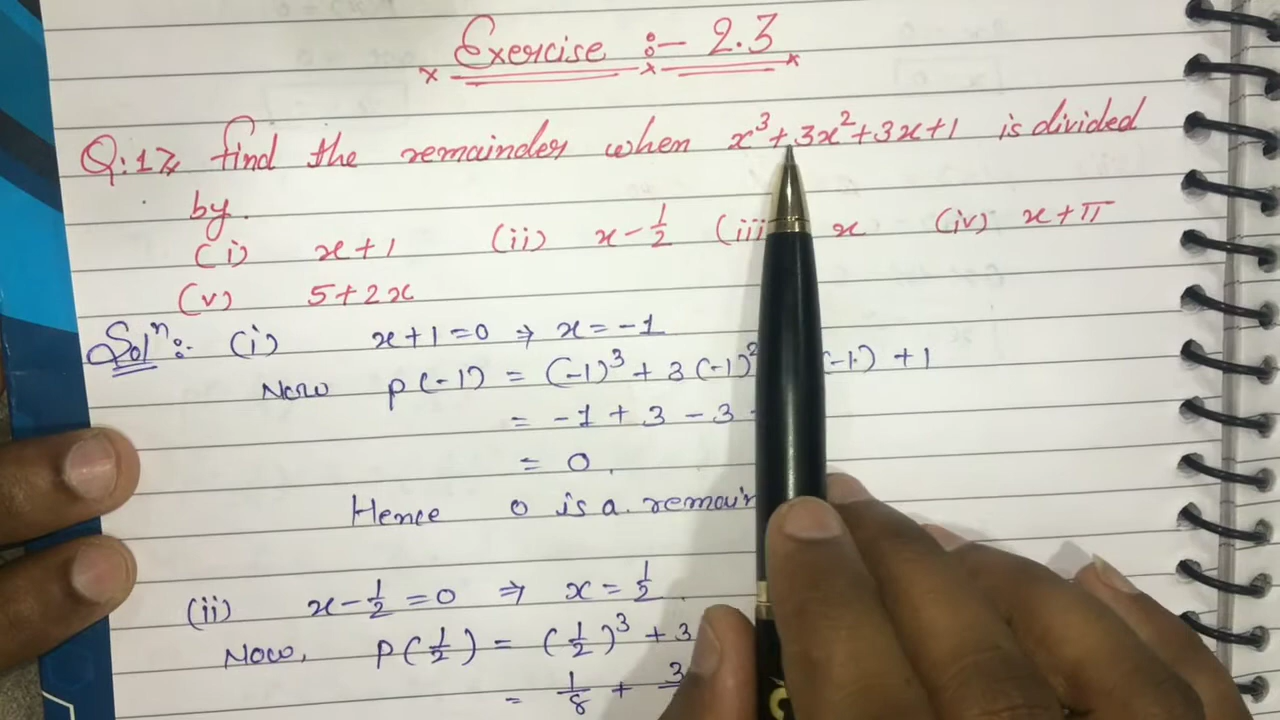 Exercise :- 2.3
Q:1% find the remainder when x³+3x²+3x+1 is divided
by.
(i) x+1 (ii) x-1/2 (iii x (iv) x+π
(v) 5+2x
Solⁿ:- (i) x+1=0 ⇒ x=-1
Now P(-1) = (-1)³+3(-1)² (-1)+1
= -1+3-3
= 0.
Hence 0 is a. remain
(ii) x-1/2=0 ⇒ x=1/2.
Now, P(1/2) = (1/2)³+3
= 1/8 + 3